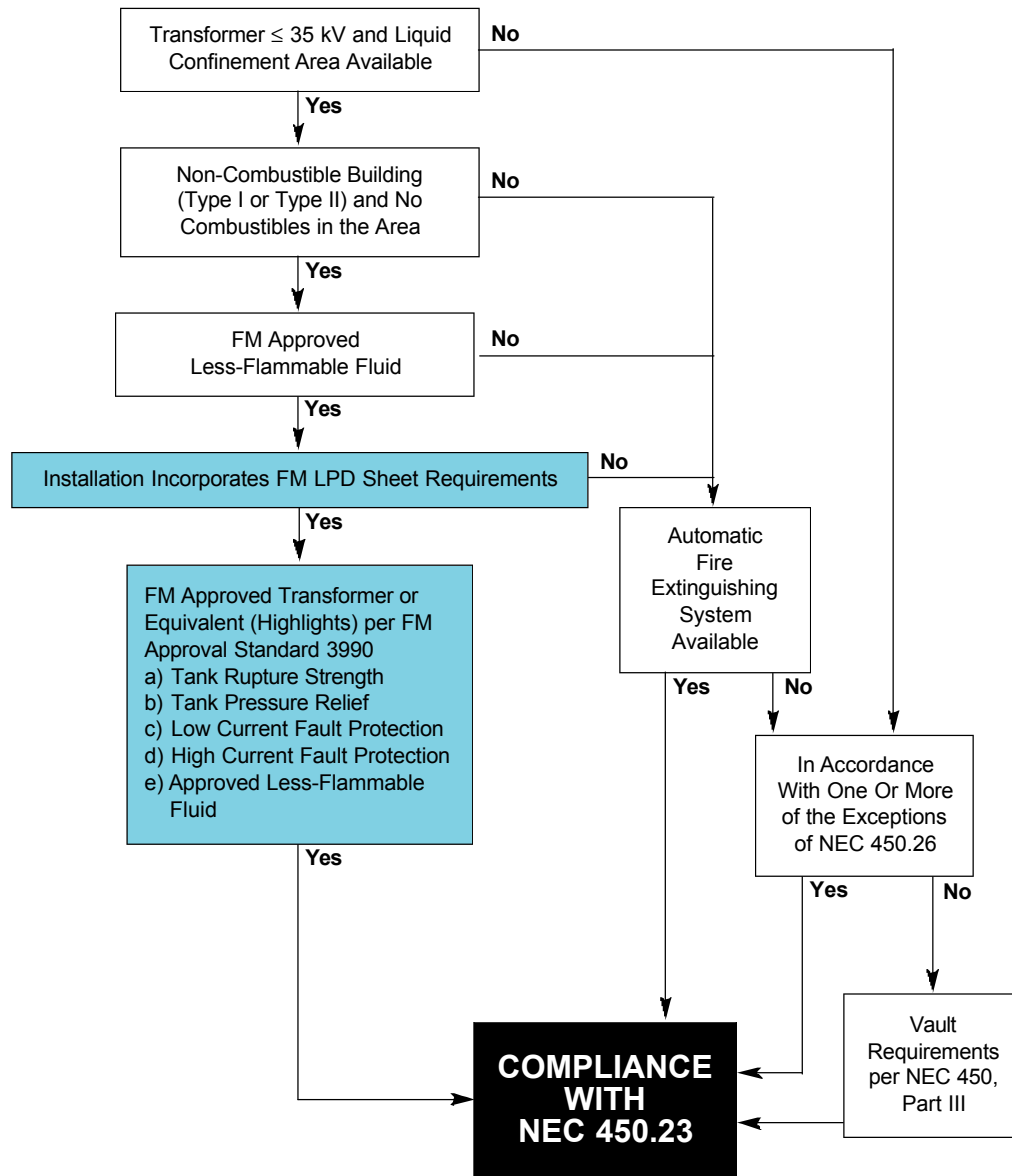 Transformer ≤ 35 kV and Liquid
Confinement Area Available
No
Yes
Non-Combustible Building
(Type I or Type II) and No
Combustibles in the Area
No
Yes
FM Approved
Less-Flammable Fluid
No
Yes
Installation Incorporates FM LPD Sheet Requirements
No
Yes
FM Approved Transformer or
Equivalent (Highlights) per FM
Approval Standard 3990
a) Tank Rupture Strength
b) Tank Pressure Relief
c) Low Current Fault Protection
d) High Current Fault Protection
e) Approved Less-Flammable
Fluid
Yes
Automatic
Fire
Extinguishing
System
Available
Yes
No
In Accordance
With One Or More
of the Exceptions
of NEC 450.26
Yes
No
Vault
Requirements
per NEC 450,
Part III
COMPLIANCE
WITH
NEC 450.23